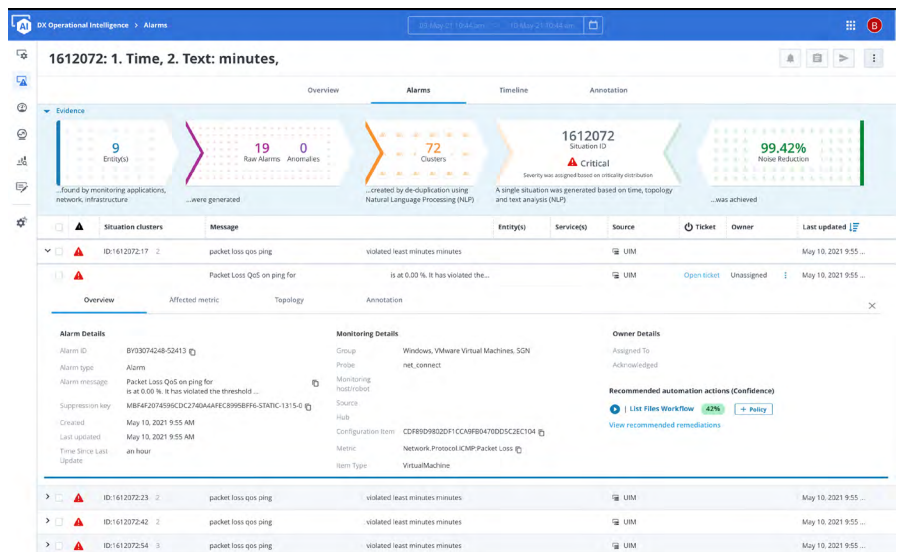 AI DX Operational Intelligence > Alarms
B
1612072: 1. Time, 2. Text: minutes,
Overview Alarms Timeline Annotation
Evidence
9
Entity(s)
...found by monitoring applications,
network, infrastructure
19 0
Raw Alarms Anomalies
...were generated
72
Clusters
...created by de-duplication using
Natural Language Processing (NLP)
1612072
Situation ID
Critical
Severity was assigned based on criticality distribution
A single situation was generated based on time, topology
and text analysis (NLP)
99.42%
Noise Reduction
...was achieved
Situation clusters Message Entity(s) Service(s) Source Ticket Owner Last updated
ID:1612072:17 2 packet loss qos ping violated least minutes minutes UIM May 10, 2021 9:55 ...
Packet Loss QoS on ping for is at 0.00 %. It has violated the... UIM Open ticket Unassigned May 10, 2021 9:55 ...
Overview Affected metric Topology Annotation
Alarm Details
Alarm ID BY03074248-52413
Alarm type Alarm
Alarm message Packet Loss QoS on ping for
is at 0.00 %. It has violated the threshold ...
Suppression key MBF4F2074596CDC2740A4AFEC8995BFF6-STATIC-1315-0
Created May 10, 2021 9:55 AM
Last updated May 10, 2021 9:55 AM
Time Since Last
Update
an hour
Monitoring Details
Group Windows, VMware Virtual Machines, SGN
Probe net_connect
Monitoring
host/robot
Source
Hub
Configuration Item CDF89D9802DF1CCA9FB0470DD5C2EC104
Metric Network.Protocol.ICMP:Packet Loss
Item Type VirtualMachine
Owner Details
Assigned To
Acknowledged
Recommended automation actions (Confidence)
| List Files Workflow 42% + Policy
View recommended remediations
ID:1612072:23 2 packet loss qos ping violated least minutes minutes UIM May 10, 2021 9:55 ...
ID:1612072:42 2 packet loss qos ping violated least minutes minutes UIM May 10, 2021 9:55 ...
ID:1612072:54 3 packet loss qos ping violated least minutes minutes UIM May 10, 2021 9:55 ...